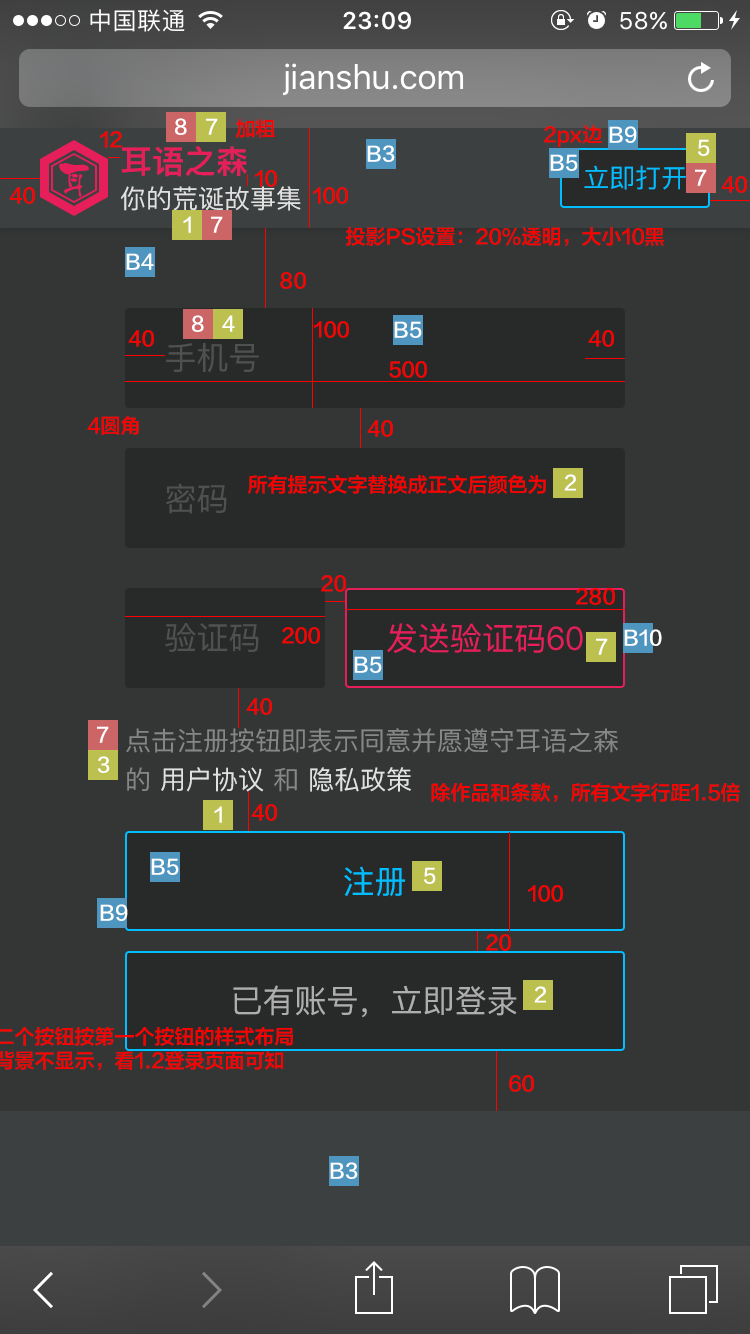 中国联通 23:09 58%
jianshu.com
8 7 加粗
12 耳语之森 B3 2px边 B9 5
40 10 100 B5 立即打开 7 40
你的荒诞故事集
1 7
投影PS设置：20%透明，大小10黑
B4
80
8 4
40 100 B5 40
手机号 500
4圆角 40
密码 所有提示文字替换成正文后颜色为 2
20 280
验证码 200 发送验证码60 7 B10
B5
40
7 点击注册按钮即表示同意并愿遵守耳语之森
3 的 用户协议 和 隐私政策
除作品和条款，所有文字行距1.5倍
1 40
B5 注册 5 100
B9
20
已有账号，立即登录 2
二个按钮按第一个按钮的样式布局
背景不显示，看1.2登录页面可知
60
B3